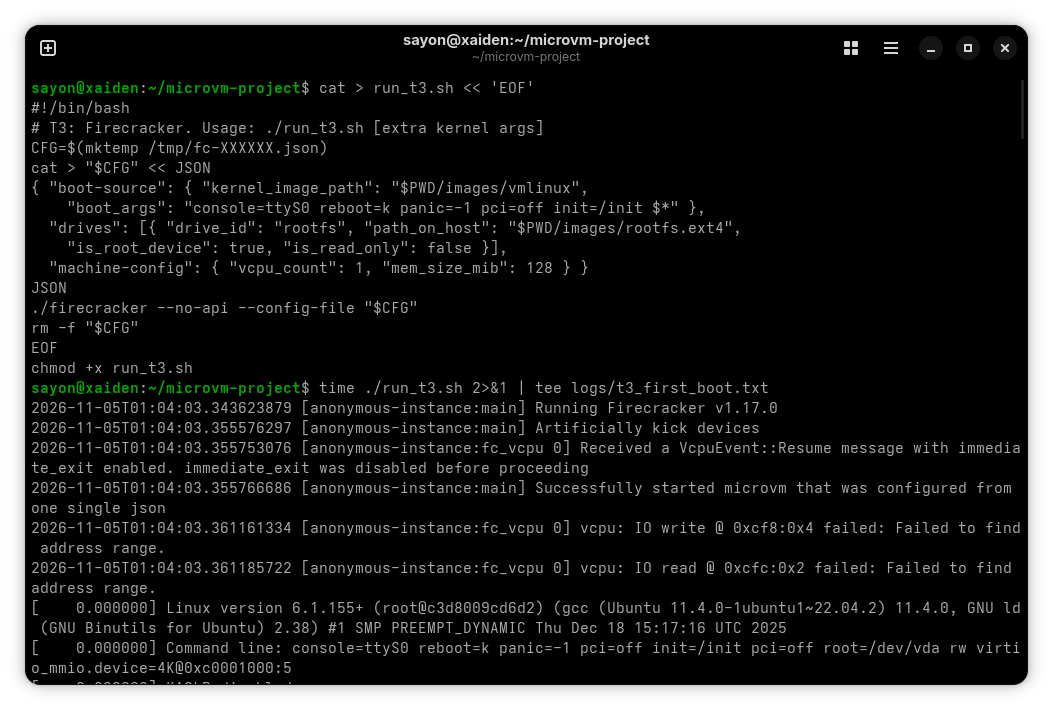 sayon@xaiden:~/microvm-project
~/microvm-project
sayon@xaiden:~/microvm-project$ cat > run_t3.sh << 'EOF'
#!/bin/bash
# T3: Firecracker. Usage: ./run_t3.sh [extra kernel args]
CFG=$(mktemp /tmp/fc-XXXXXX.json)
cat > "$CFG" << JSON
{ "boot-source": { "kernel_image_path": "$PWD/images/vmlinux",
    "boot_args": "console=ttyS0 reboot=k panic=-1 pci=off init=/init $*" },
  "drives": [{ "drive_id": "rootfs", "path_on_host": "$PWD/images/rootfs.ext4",
    "is_root_device": true, "is_read_only": false }],
  "machine-config": { "vcpu_count": 1, "mem_size_mib": 128 } }
JSON
./firecracker --no-api --config-file "$CFG"
rm -f "$CFG"
EOF
chmod +x run_t3.sh
sayon@xaiden:~/microvm-project$ time ./run_t3.sh 2>&1 | tee logs/t3_first_boot.txt
2026-11-05T01:04:03.343623879 [anonymous-instance:main] Running Firecracker v1.17.0
2026-11-05T01:04:03.355576297 [anonymous-instance:main] Artificially kick devices
2026-11-05T01:04:03.355753076 [anonymous-instance:fc_vcpu 0] Received a VcpuEvent::Resume message with immedia
te_exit enabled. immediate_exit was disabled before proceeding
2026-11-05T01:04:03.355766686 [anonymous-instance:main] Successfully started microvm that was configured from
one single json
2026-11-05T01:04:03.361161334 [anonymous-instance:fc_vcpu 0] vcpu: IO write @ 0xcf8:0x4 failed: Failed to find
 address range.
2026-11-05T01:04:03.361185722 [anonymous-instance:fc_vcpu 0] vcpu: IO read @ 0xcfc:0x2 failed: Failed to find
address range.
[    0.000000] Linux version 6.1.155+ (root@c3d8009cd6d2) (gcc (Ubuntu 11.4.0-1ubuntu1~22.04.2) 11.4.0, GNU ld
 (GNU Binutils for Ubuntu) 2.38) #1 SMP PREEMPT_DYNAMIC Thu Dec 18 15:17:16 UTC 2025
[    0.000000] Command line: console=ttyS0 reboot=k panic=-1 pci=off init=/init pci=off root=/dev/vda rw virti
o_mmio.device=4K@0xc0001000:5